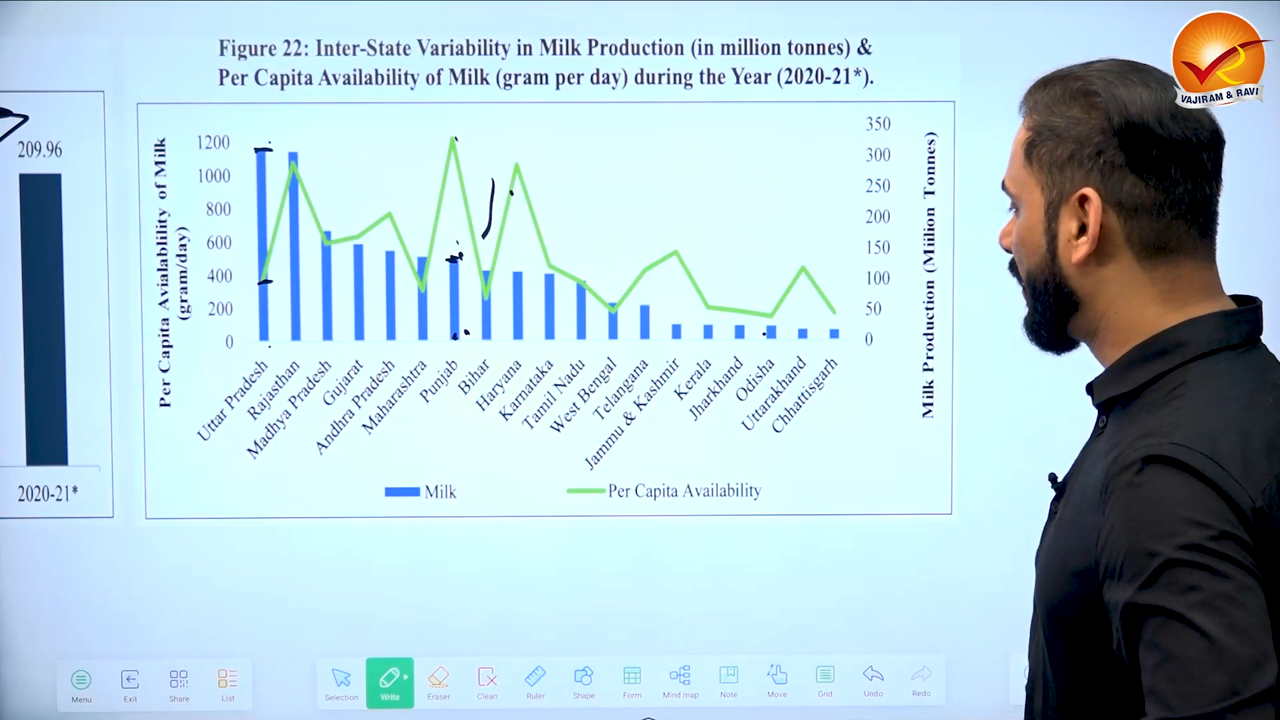 VAJIRAM & RAVI
Figure 22: Inter-State Variability in Milk Production (in million tonnes) &
Per Capita Availability of Milk (gram per day) during the Year (2020-21*).
209.96
2020-21*
Per Capita Avialablility of Milk
(gram/day)
1200
1000
800
600
400
200
0
350
300
250
200
150
100
50
0
Milk Production (Miilion Tonnes)
Uttar Pradesh
Rajasthan
Madhya Pradesh
Gujarat
Andhra Pradesh
Maharashtra
Punjab
Bihar
Haryana
Karnataka
Tamil Nadu
West Bengal
Telangana
Jammu & Kashmir
Kerala
Jharkhand
Odisha
Uttarakhand
Chhattisgarh
Milk
Per Capita Availability
Menu
Exit
Share
List
Selection
Write
Eraser
Clean
Ruler
Shape
Form
Mind map
Note
Move
Grid
Undo
Redo